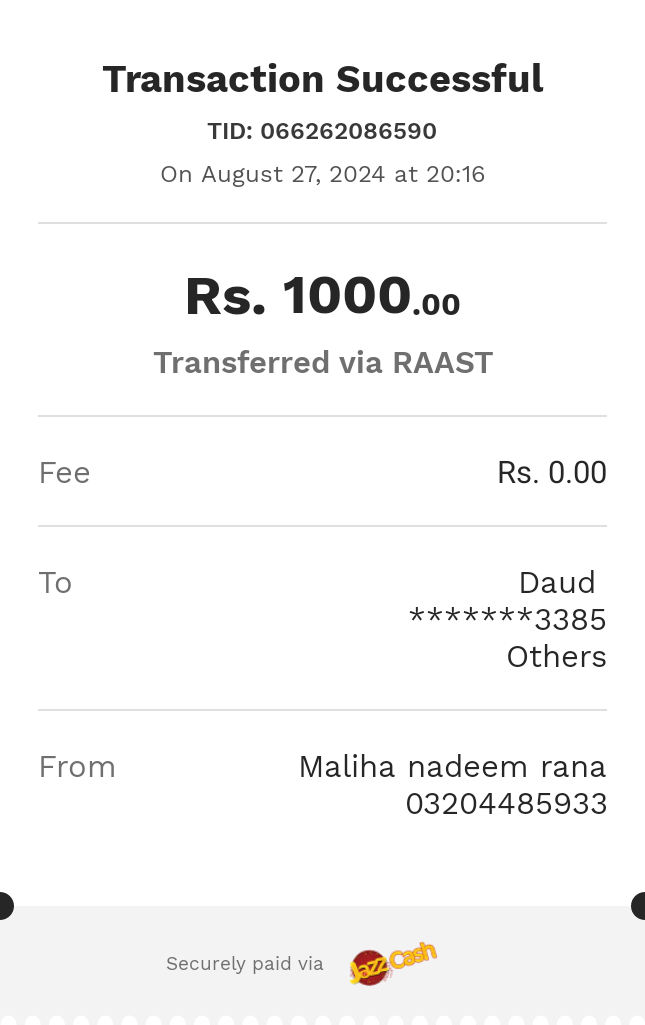 Transaction Successful
TID: 066262086590
On August 27, 2024 at 20:16
Rs. 1000.00
Transferred via RAAST
Fee Rs. 0.00
To Daud
*******3385
Others
From Maliha nadeem rana
03204485933
Securely paid via JazzCash